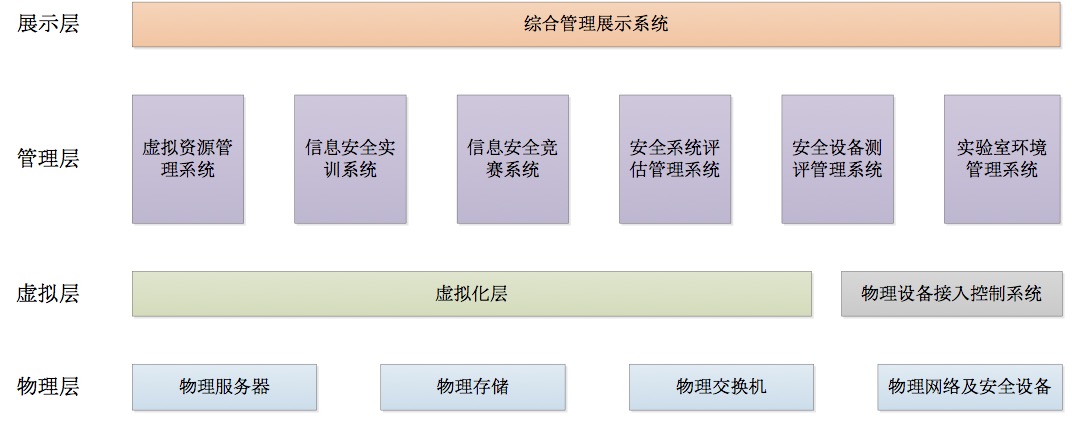 展示层
综合管理展示系统
管理层
虚拟资源管
理系统
信息安全实
训系统
信息安全竞
赛系统
安全系统评
估管理系统
安全设备测
评管理系统
实验室环境
管理系统
虚拟层
虚拟化层
物理设备接入控制系统
物理层
物理服务器
物理存储
物理交换机
物理网络及安全设备